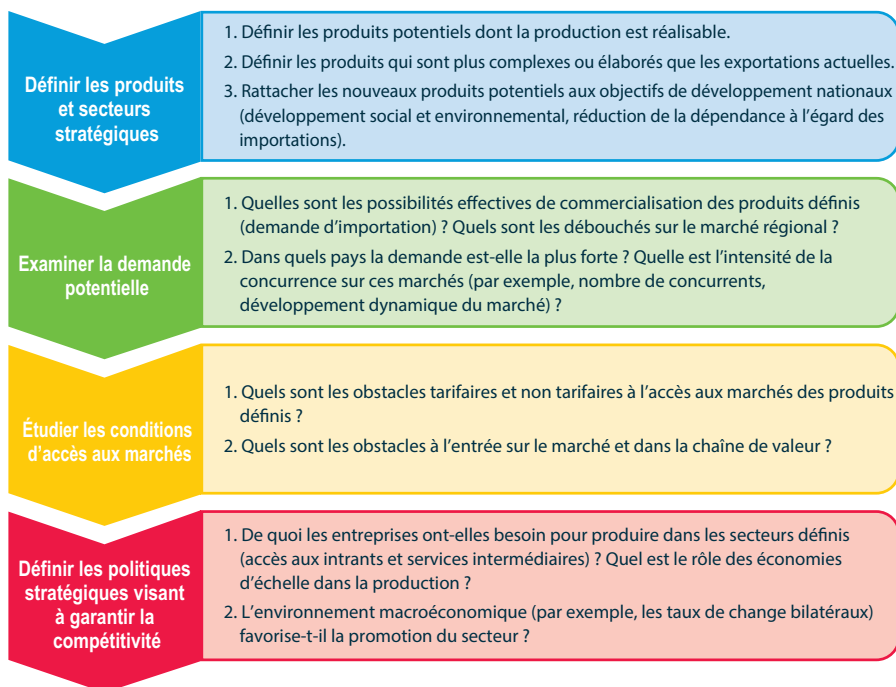 Définir les produits
et secteurs
stratégiques
1. Définir les produits potentiels dont la production est réalisable.
2. Définir les produits qui sont plus complexes ou élaborés que les exportations actuelles.
3. Rattacher les nouveaux produits potentiels aux objectifs de développement nationaux
(développement social et environnemental, réduction de la dépendance à l’égard des
importations).
Examiner la demande
potentielle
1. Quelles sont les possibilités effectives de commercialisation des produits définis
(demande d’importation) ? Quels sont les débouchés sur le marché régional ?
2. Dans quels pays la demande est-elle la plus forte ? Quelle est l’intensité de la
concurrence sur ces marchés (par exemple, nombre de concurrents,
développement dynamique du marché) ?
Étudier les conditions
d’accès aux marchés
1. Quels sont les obstacles tarifaires et non tarifaires à l’accès aux marchés des produits
définis ?
2. Quels sont les obstacles à l’entrée sur le marché et dans la chaîne de valeur ?
Définir les politiques
stratégiques visant
à garantir la
compétitivité
1. De quoi les entreprises ont-elles besoin pour produire dans les secteurs définis
(accès aux intrants et services intermédiaires) ? Quel est le rôle des économies
d’échelle dans la production ?
2. L’environnement macroéconomique (par exemple, les taux de change bilatéraux)
favorise-t-il la promotion du secteur ?